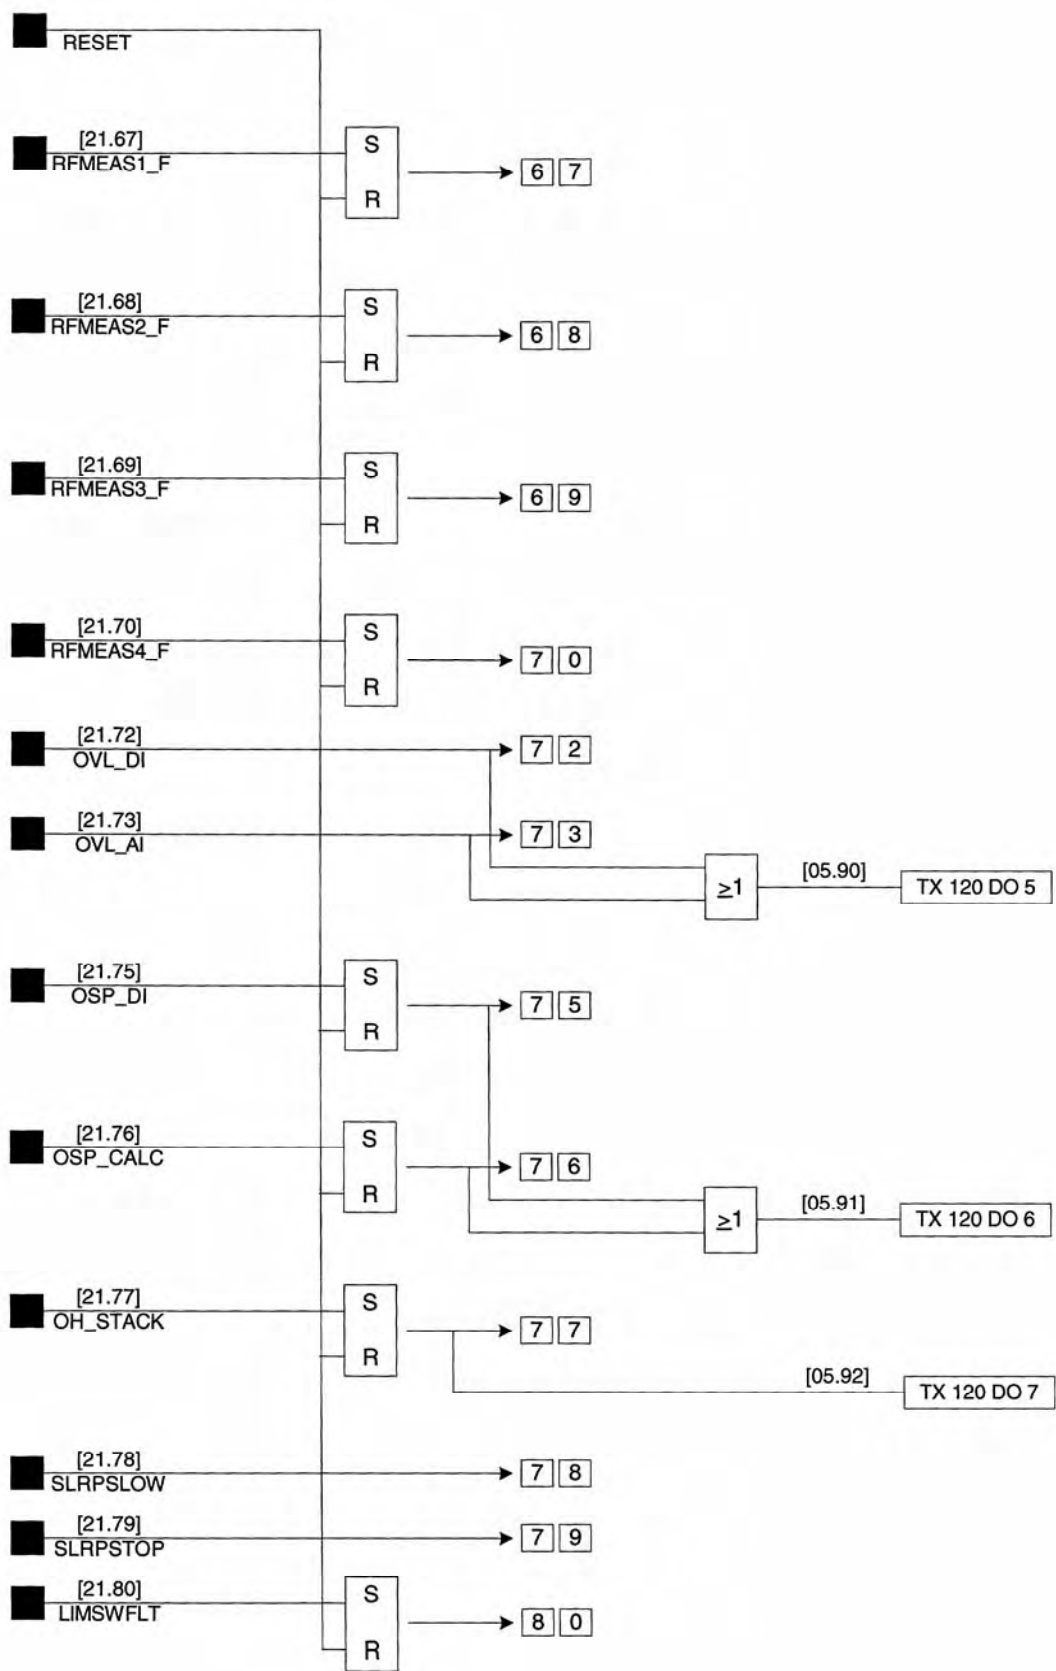 RESET
[21.67]
RFMEAS1_F
S
R
6 7
[21.68]
RFMEAS2_F
S
R
6 8
[21.69]
RFMEAS3_F
S
R
6 9
[21.70]
RFMEAS4_F
S
R
7 0
[21.72]
OVL_DI
7 2
[21.73]
OVL_AI
7 3
≥1
[05.90]
TX 120 DO 5
[21.75]
OSP_DI
S
R
7 5
[21.76]
OSP_CALC
S
R
7 6
≥1
[05.91]
TX 120 DO 6
[21.77]
OH_STACK
S
R
7 7
[05.92]
TX 120 DO 7
[21.78]
SLRPSLOW
7 8
[21.79]
SLRPSTOP
7 9
[21.80]
LIMSWFLT
S
R
8 0